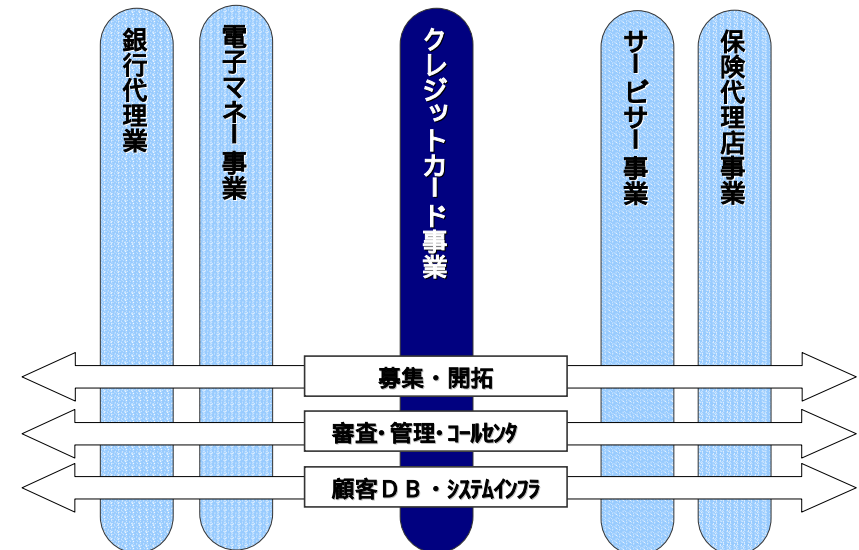 銀行代理業
電子マネー事業
クレジットカード事業
サービサー事業
保険代理店事業
募集・開拓
審査・管理・コールセンタ
顧客ＤＢ・システムインフラ